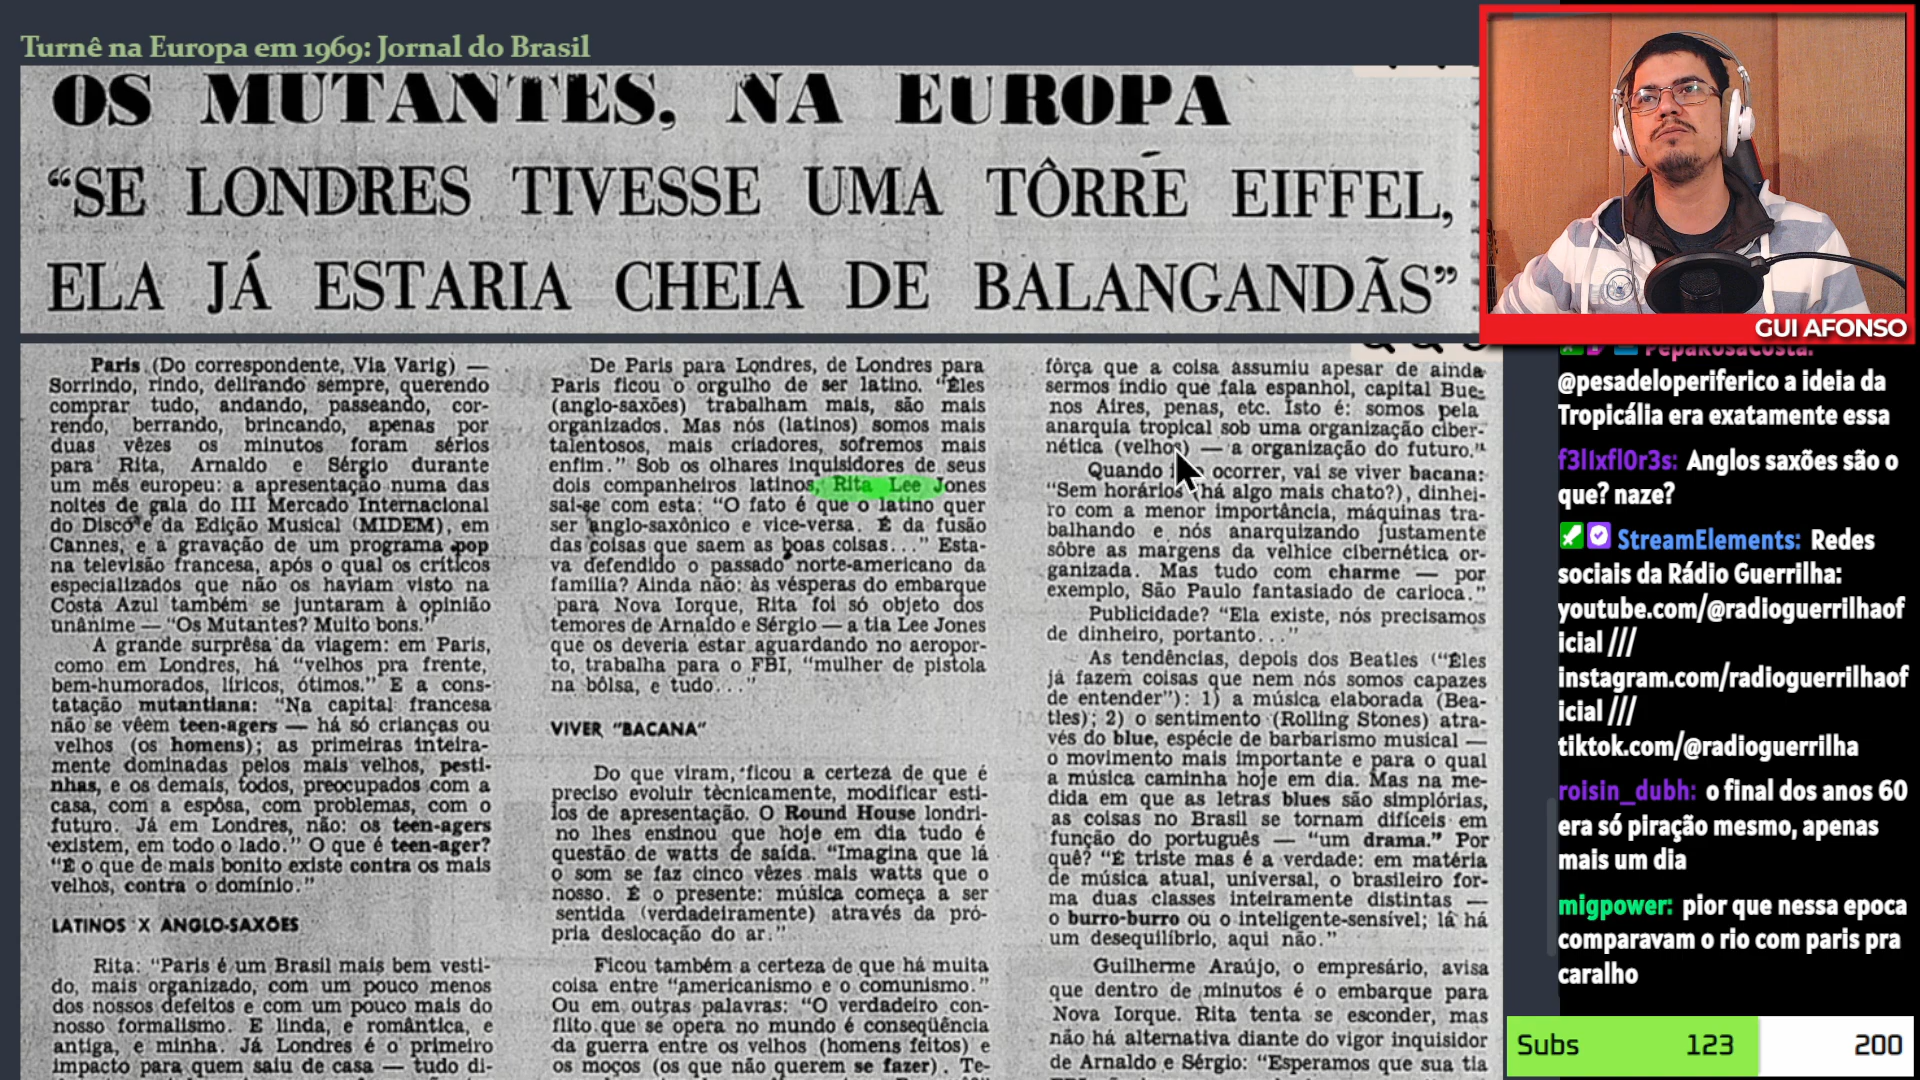 Turnê na Europa em 1969: Jornal do Brasil
OS MUTANTES, NA EUROPA
“SE LONDRES TIVESSE UMA TÔRRE EIFFEL,
ELA JÁ ESTARIA CHEIA DE BALANGANDÃS”
Paris (Do correspondente, Via Varig) —
Sorrindo, rindo, delirando sempre, querendo
comprar tudo, andando, passeando, cor-
rendo, berrando, brincando, apenas por
duas vêzes os minutos foram sérios
para Rita, Arnaldo e Sérgio durante
um mês europeu: a apresentação numa das
noites de gala do III Mercado Internacional
do Disco e da Edição Musical (MIDEM), em
Cannes, e a gravação de um programa pop
na televisão francesa, após o qual os críticos
especializados que não os haviam visto na
Costa Azul também se juntaram à opinião
unânime — “Os Mutantes? Muito bons.”
A grande surprêsa da viagem: em Paris,
como em Londres, há “velhos pra frente,
bem-humorados, líricos, ótimos.” E a cons-
tatação mutantiana: “Na capital francesa
não se vêem teen-agers — há só crianças ou
velhos (os homens); as primeiras inteira-
mente dominadas pelos mais velhos, pesti-
nhas, e os demais, todos, preocupados com a
casa, com a espôsa, com problemas, com o
futuro. Já em Londres, não: os teen-agers
existem, em todo o lado.” O que é teen-ager?
“É o que de mais bonito existe contra os mais
velhos, contra o domínio.”
LATINOS X ANGLO-SAXÕES
Rita: “Paris é um Brasil mais bem vesti-
do, mais organizado, com um pouco menos
dos nossos defeitos e com um pouco mais do
nosso formalismo. E linda, e romântica, e
antiga, e minha. Já Londres é o primeiro
impacto para quem saiu de casa — tudo di-
De Paris para Londres, de Londres para
Paris ficou o orgulho de ser latino. “Êles
(anglo-saxões) trabalham mais, são mais
organizados. Mas nós (latinos) somos mais
talentosos, mais criadores, sofremos mais
enfim.” Sob os olhares inquisidores de seus
dois companheiros latinos, Rita Lee Jones
sai-se com esta: “O fato é que o latino quer
ser anglo-saxônico e vice-versa. É da fusão
das coisas que saem as boas coisas...” Esta-
va defendido o passado norte-americano da
família? Ainda não: às vésperas do embarque
para Nova Iorque, Rita foi só objeto dos
temores de Arnaldo e Sérgio — a tia Lee Jones
que os deveria estar aguardando no aeropor-
to, trabalha para o FBI, “mulher de pistola
na bôlsa, e tudo...”
VIVER “BACANA”
Do que viram, ficou a certeza de que é
preciso evoluir tècnicamente, modificar esti-
los de apresentação. O Round House londri-
no lhes ensinou que hoje em dia tudo é
questão de watts de saída. “Imagina que lá
o som se faz cinco vêzes mais watts que o
nosso. É o presente: música começa a ser
sentida (verdadeiramente) através da pró-
pria deslocação do ar.”
Ficou também a certeza de que há muita
coisa entre “americanismo e o comunismo.”
Ou em outras palavras: “O verdadeiro con-
flito que se opera no mundo é conseqüência
da guerra entre os velhos (homens feitos) e
os moços (os que não querem se fazer). Te-
fôrça que a coisa assumiu apesar de ainda
sermos índio que fala espanhol, capital Bue-
nos Aires, penas, etc. Isto é: somos pela
anarquia tropical sob uma organização ciber-
nética (velhos) — a organização do futuro.”
Quando ocorrer, vai se viver bacana:
“Sem horários há algo mais chato?), dinhei-
ro com a menor importância, máquinas tra-
balhando e nós anarquizando justamente
sôbre as margens da velhice cibernética or-
ganizada. Mas tudo com charme — por
exemplo, São Paulo fantasiado de carioca.”
Publicidade? “Ela existe, nós precisamos
de dinheiro, portanto...”
As tendências, depois dos Beatles (“Êles
já fazem coisas que nem nós somos capazes
de entender”): 1) a música elaborada (Bea-
tles); 2) o sentimento (Rolling Stones) atra-
vés do blue, espécie de barbarismo musical —
o movimento mais importante e para o qual
a música caminha hoje em dia. Mas na me-
dida em que as letras blues são simplórias,
as coisas no Brasil se tornam difíceis em
função do português — “um drama.” Por
quê? “É triste mas é a verdade: em matéria
de música atual, universal, o brasileiro for-
ma duas classes inteiramente distintas —
o burro-burro ou o inteligente-sensível; lá há
um desequilíbrio, aqui não.”
Guilherme Araújo, o empresário, avisa
que dentro de minutos é o embarque para
Nova Iorque. Rita tenta se esconder, mas
não há alternativa diante do vigor inquisidor
de Arnaldo e Sérgio: “Esperamos que sua tia
GUI AFONSO
PepaRosaCosta:
@pesadeloperiferico a ideia da
Tropicália era exatamente essa
f3l1xfl0r3s: Anglos saxões são o
que? naze?
StreamElements: Redes
sociais da Rádio Guerrilha:
youtube.com/@radioguerrilhaof
icial ///
instagram.com/radioguerrilhaof
icial ///
tiktok.com/@radioguerrilha
roisin_dubh: o final dos anos 60
era só piração mesmo, apenas
mais um dia
migpower: pior que nessa epoca
comparavam o rio com paris pra
caralho
Subs 123 200